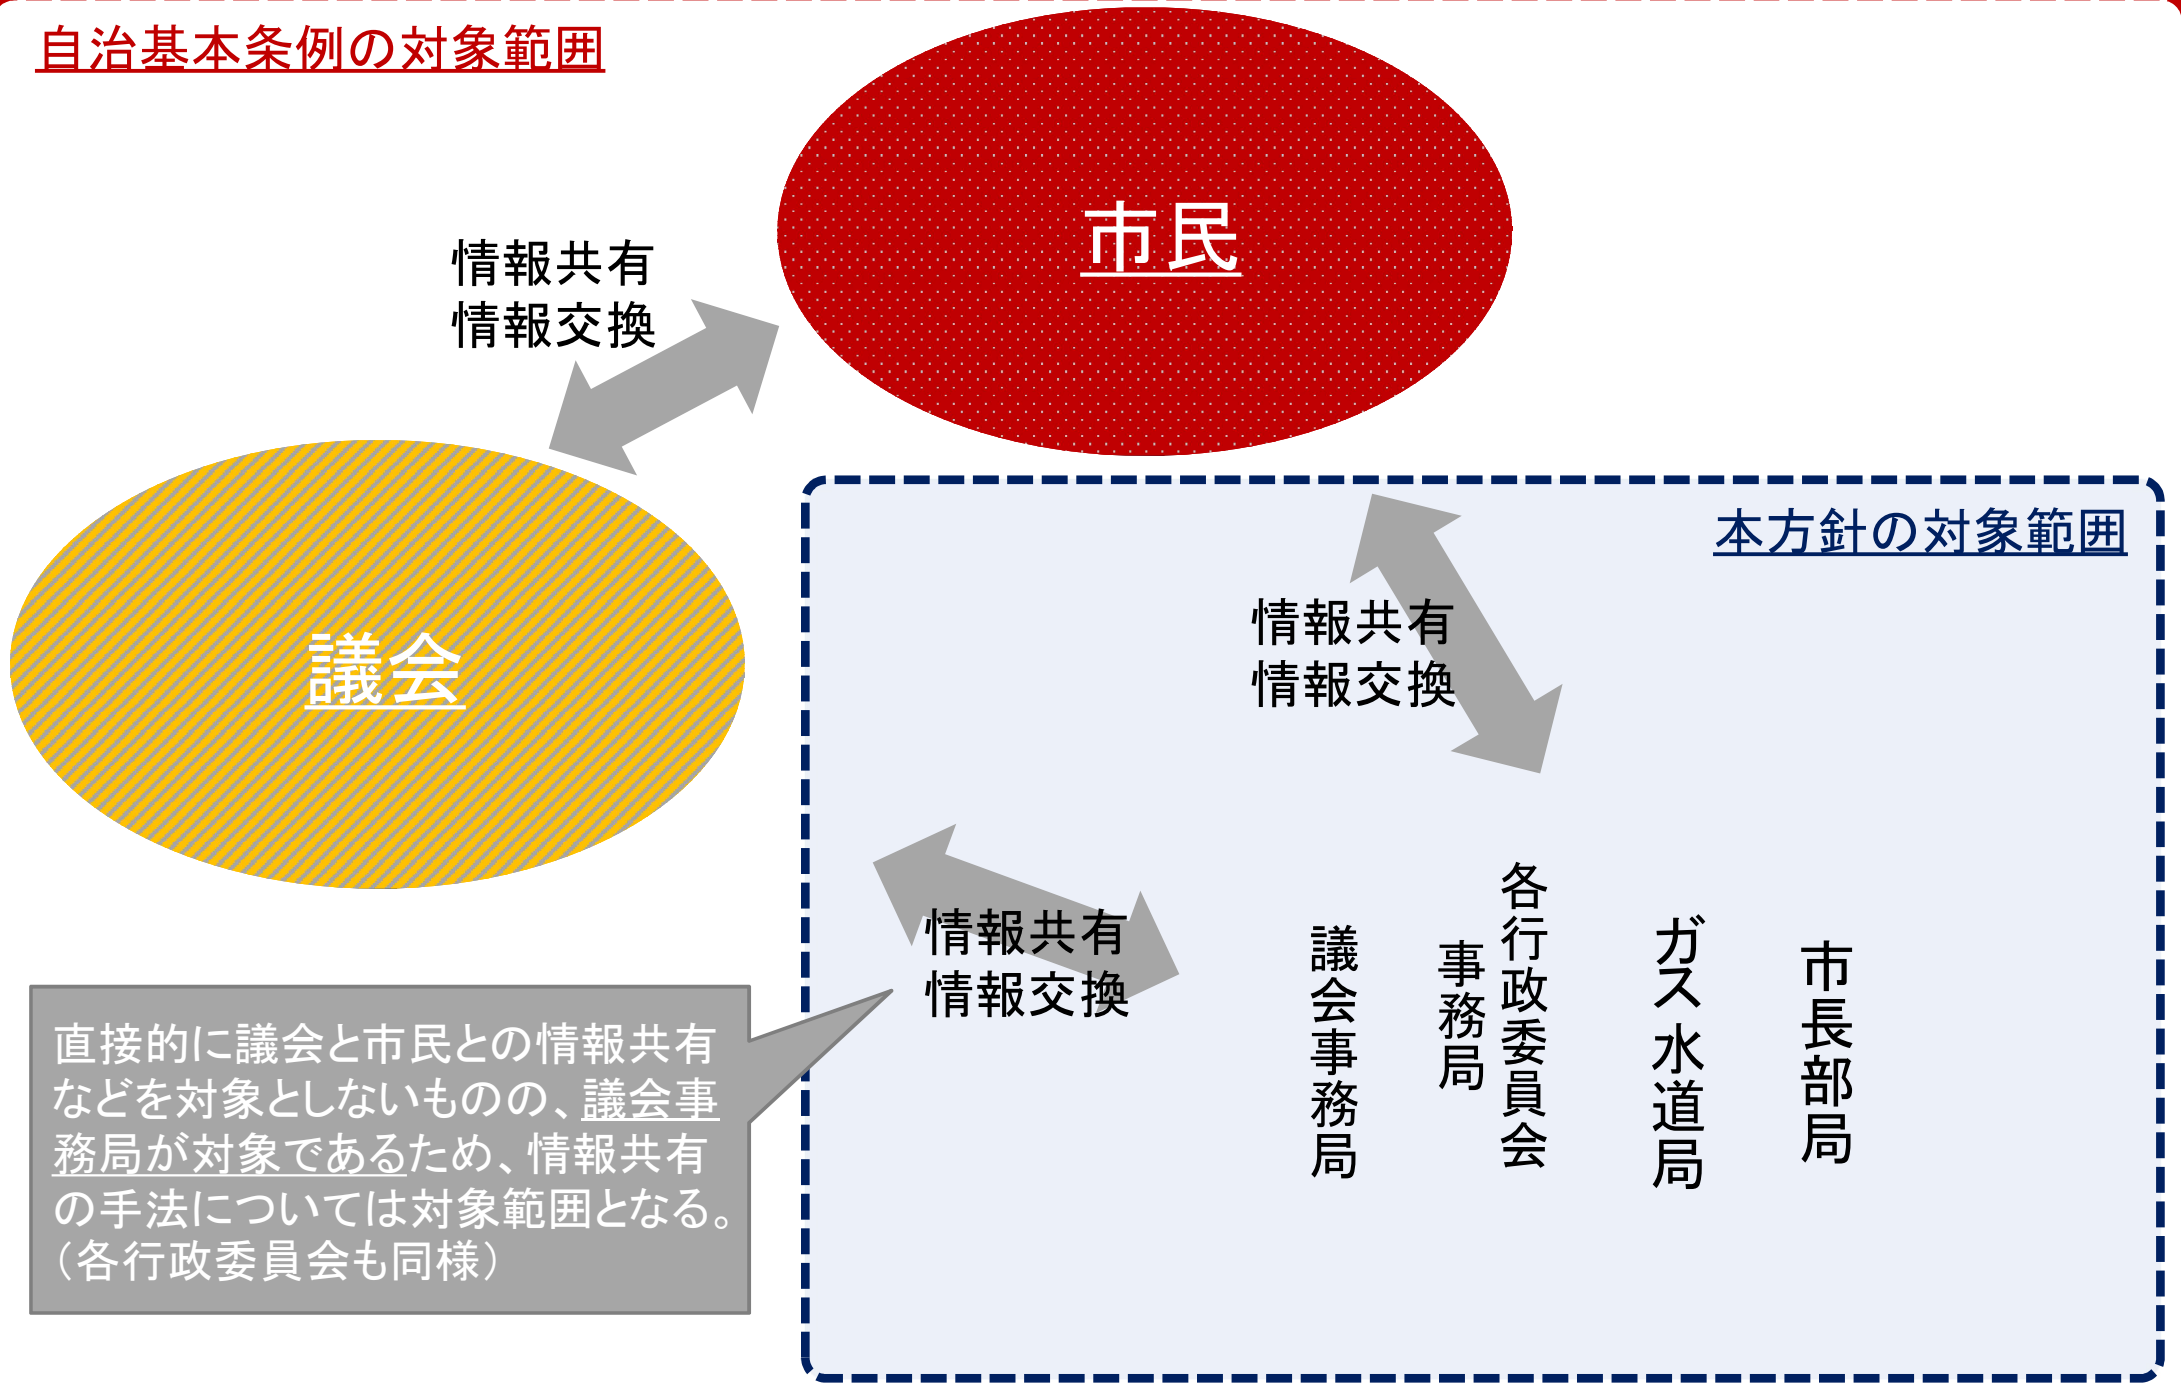 自治基本条例の対象範囲
市民
情報共有
情報交換
議会
本方針の対象範囲
情報共有
情報交換
情報共有
情報交換
市長部局
ガス水道局
各行政委員会
事務局
議会事務局
直接的に議会と市民との情報共有
などを対象としないものの、議会事
務局が対象であるため、情報共有
の手法については対象範囲となる。
（各行政委員会も同様）